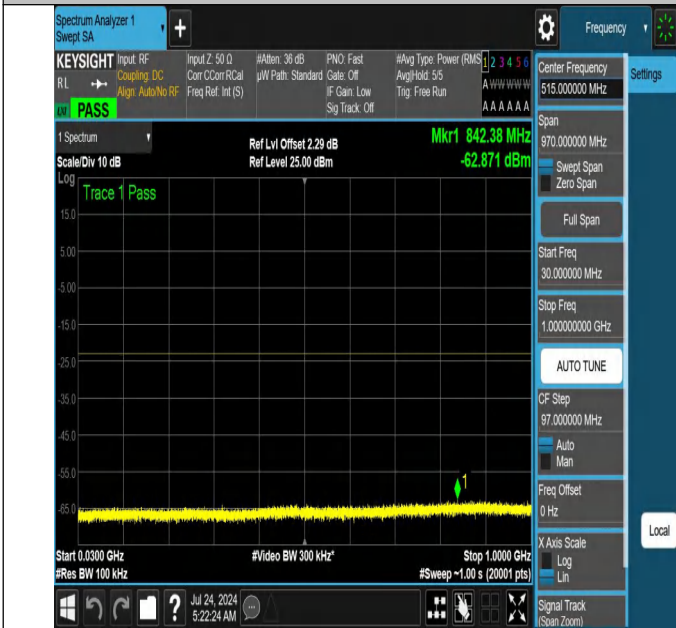 Spectrum Analyzer 1
Swept SA
+
Frequency
KEYSIGHT
RL
PASS
Input: RF
Coupling: DC
Align: Auto/No RF
Input Z: 50 Ω
Corr CCorr RCal
Freq Ref: Int (S)
#Atten: 36 dB
µW Path: Standard
PNO: Fast
Gate: Off
IF Gain: Low
Sig Track: Off
#Avg Type: Power (RMS
Avg|Hold: 5/5
Trig: Free Run
1 2 3 4 5 6
A W W W W W
A A A A A A
1 Spectrum
Scale/Div 10 dB
Log
Ref Lvl Offset 2.29 dB
Ref Level 25.00 dBm
Mkr1 842.38 MHz
-62.871 dBm
Trace 1 Pass
15.0
5.00
-5.00
-15.0
-25.0
-35.0
-45.0
-55.0
-65.0
1
Start 0.0300 GHz
#Res BW 100 kHz
#Video BW 300 kHz*
Stop 1.0000 GHz
#Sweep ~1.00 s (20001 pts)
?
Jul 24, 2024
5:22:24 AM
Center Frequency
515.000000 MHz
Span
970.000000 MHz
Swept Span
Zero Span
Full Span
Start Freq
30.000000 MHz
Stop Freq
1.000000000 GHz
AUTO TUNE
CF Step
97.000000 MHz
Auto
Man
Freq Offset
0 Hz
X Axis Scale
Log
Lin
Signal Track
(Span Zoom)
Settings
Local